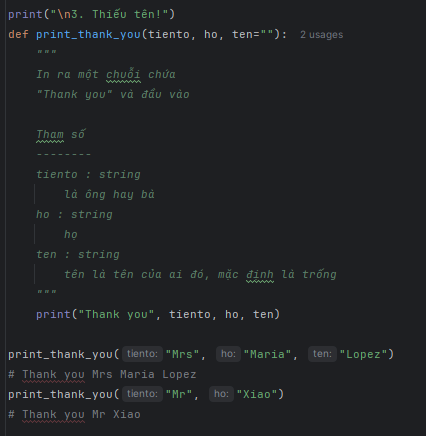 print("\n3. Thiếu tên!")
def print_thank_you(tiento, ho, ten=""): 2 usages
"""
In ra một chuỗi chứa
"Thank you" và đầu vào
Tham số
--------
tiento : string
là ông hay bà
ho : string
họ
ten : string
tên là tên của ai đó, mặc định là trống
"""
print("Thank you", tiento, ho, ten)
print_thank_you( tiento: "Mrs", ho: "Maria", ten: "Lopez")
# Thank you Mrs Maria Lopez
print_thank_you( tiento: "Mr", ho: "Xiao")
# Thank you Mr Xiao